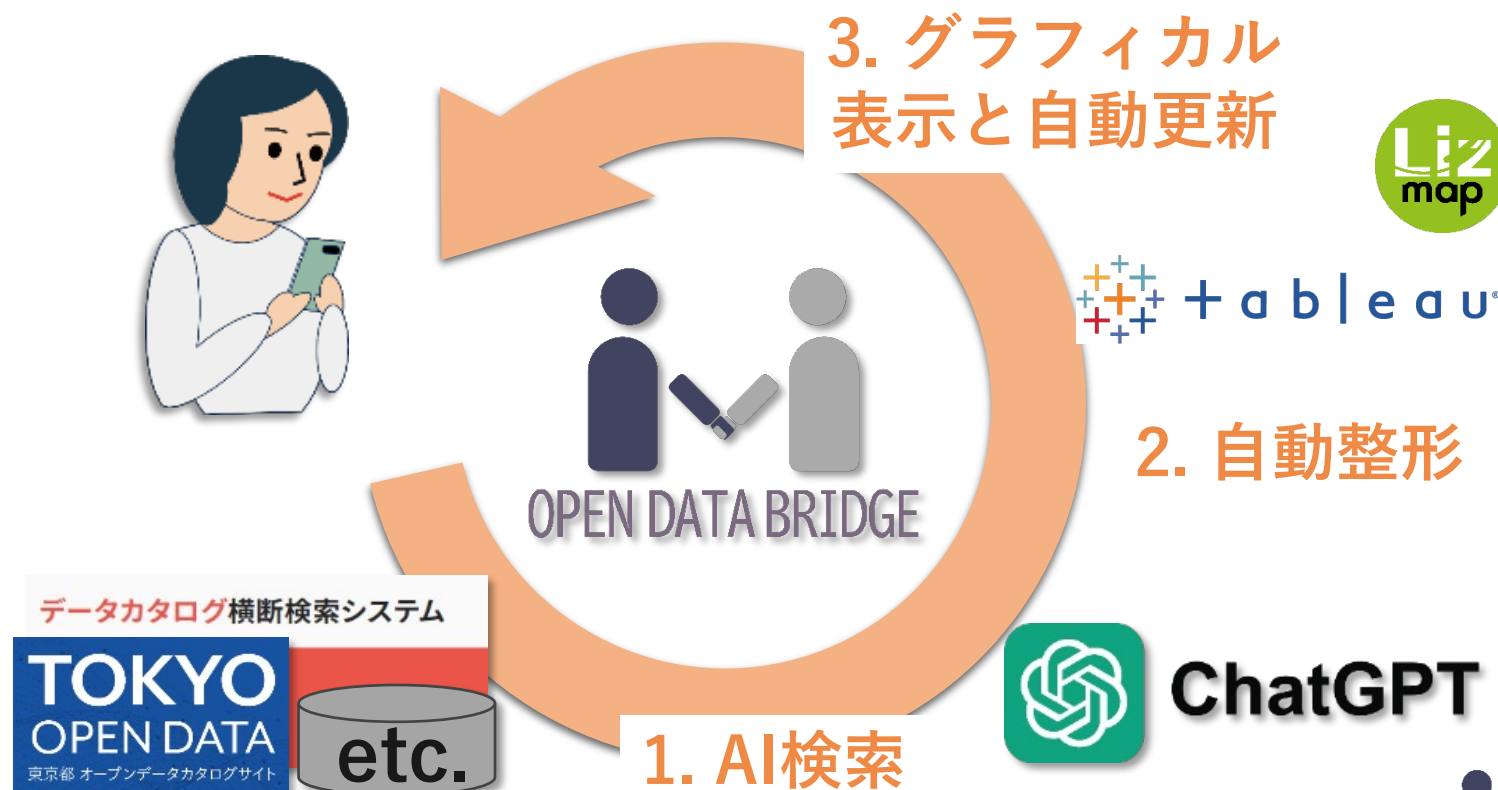 3. グラフィカル
表示と自動更新
Liz
map
+ a b | e a u®
2. 自動整形
OPEN DATA BRIDGE
データカタログ横断検索システム
TOKYO
OPEN DATA
東京都 オープンデータカタログサイト
etc.
1. AI検索
ChatGPT